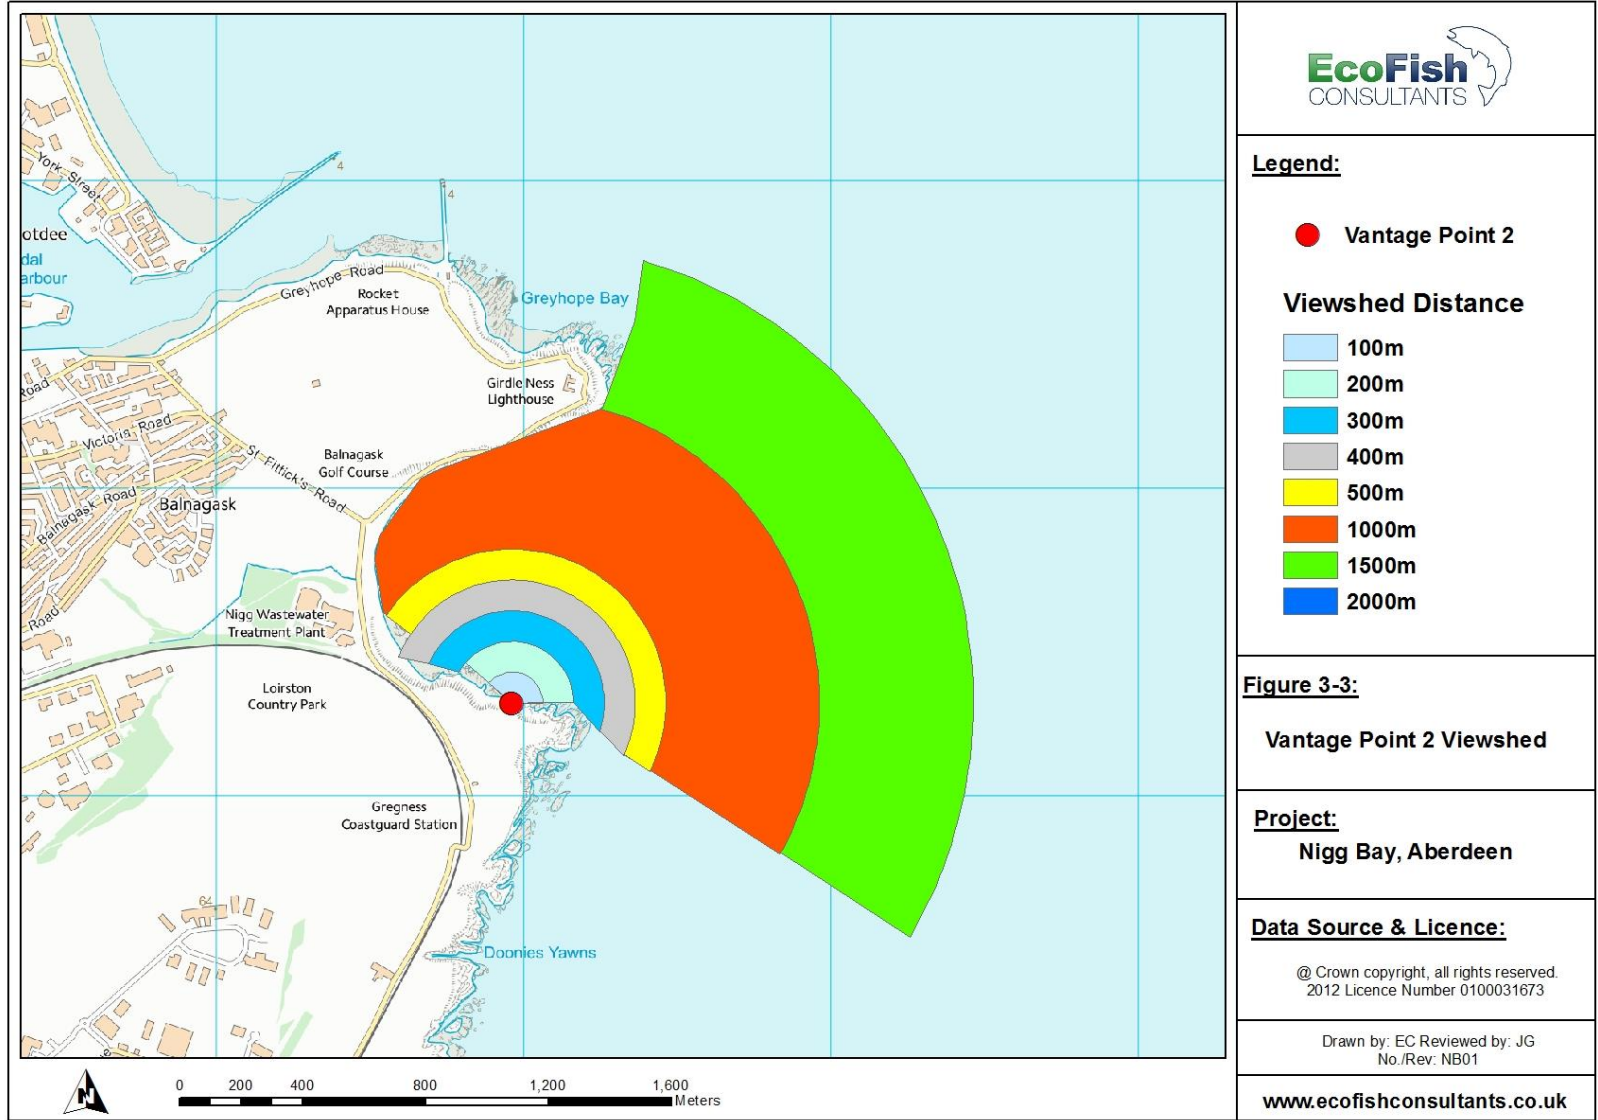 York Street
4
4
otdee
dal
arbour
Greyhope Road
Rocket
Apparatus House
Greyhope Bay
Girdle Ness
Lighthouse
Road
Victoria Road
St Fittick's Road
Balnagask
Golf Course
Balnagask Road
Balnagask
Road
Nigg Wastewater
Treatment Plant
Loirston
Country Park
Gregness
Coastguard Station
Doonies Yawns
N
0 200 400 800 1,200 1,600
Meters
EcoFish
CONSULTANTS
Legend:
Vantage Point 2
Viewshed Distance
100m
200m
300m
400m
500m
1000m
1500m
2000m
Figure 3-3:
Vantage Point 2 Viewshed
Project:
Nigg Bay, Aberdeen
Data Source & Licence:
@ Crown copyright, all rights reserved.
2012 Licence Number 0100031673
Drawn by: EC Reviewed by: JG
No./Rev: NB01
www.ecofishconsultants.co.uk